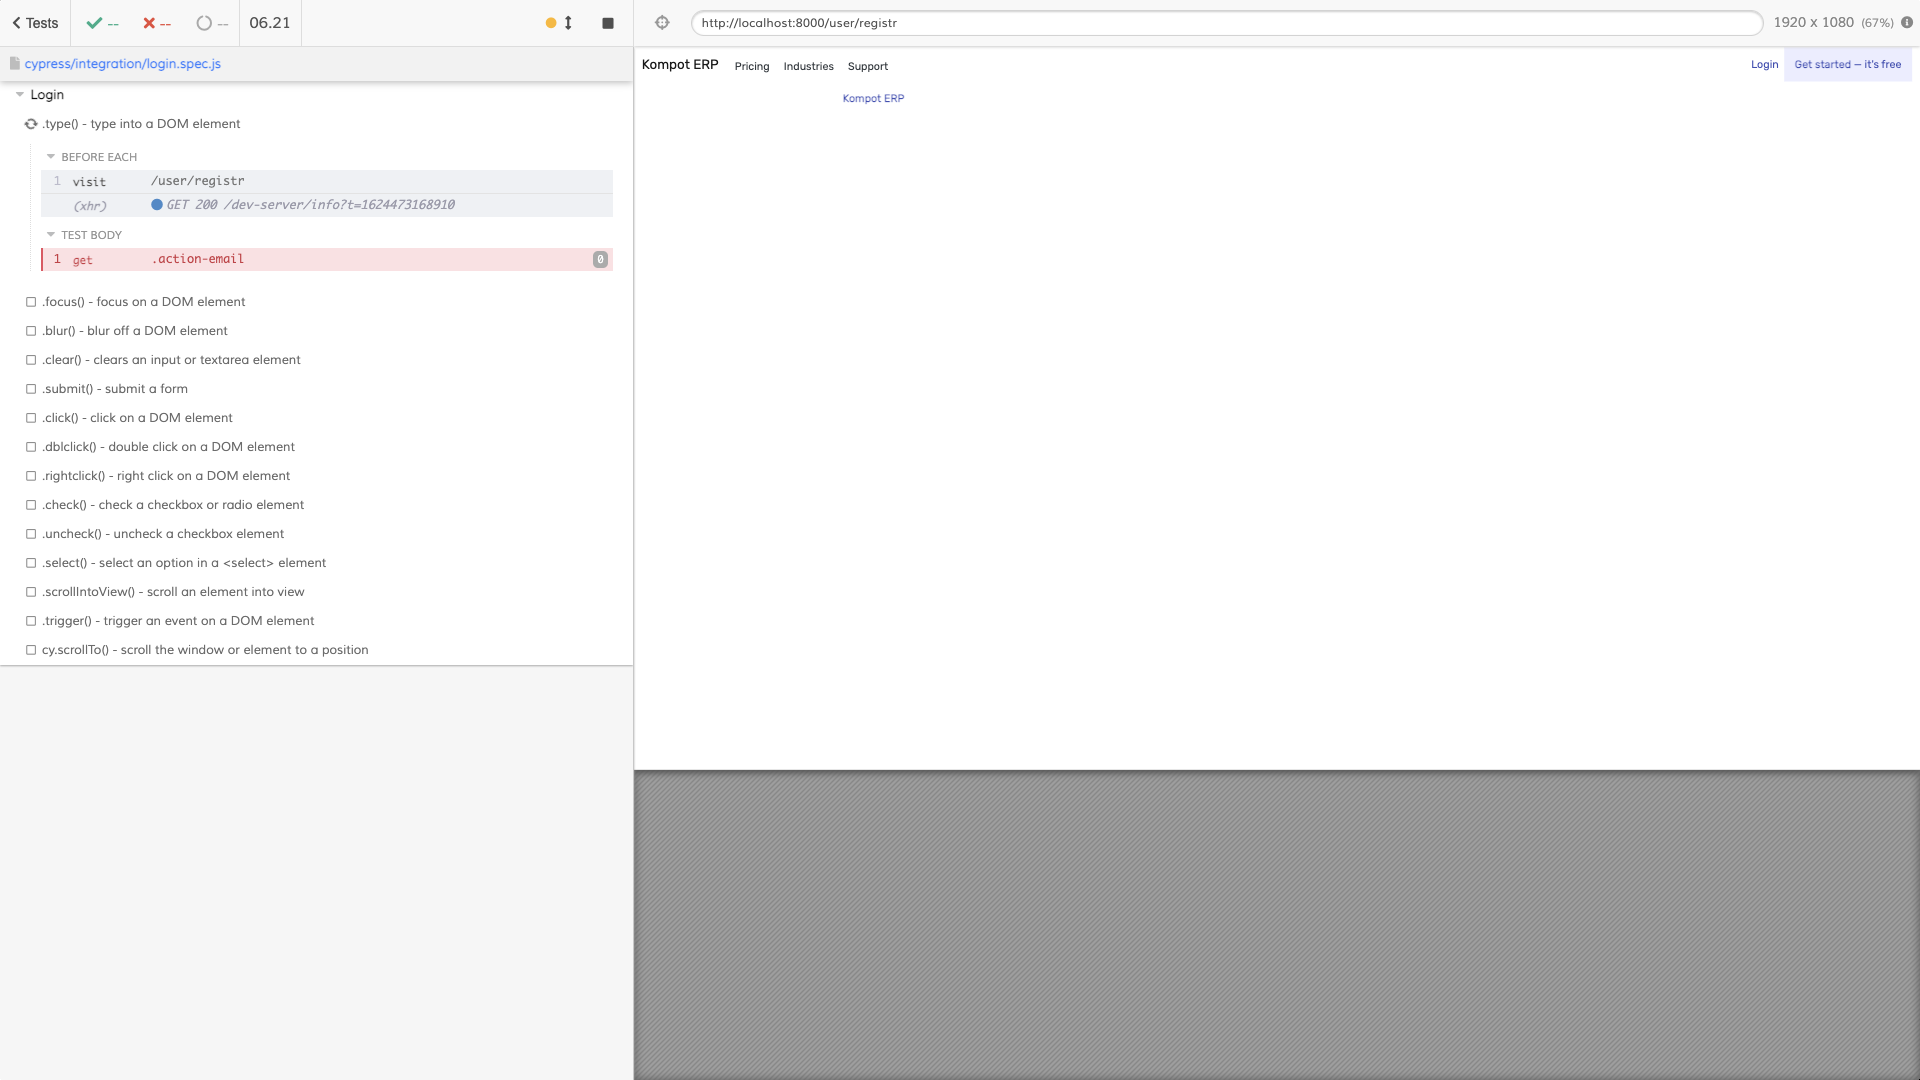 Tests
--
--
--
06.21
http://localhost:8000/user/registr
1920 x 1080 (67%)
cypress/integration/login.spec.js
Kompot ERP Pricing Industries Support
Login Get started – it's free
Kompot ERP
Login
.type() - type into a DOM element
BEFORE EACH
1 visit /user/registr
(xhr) GET 200 /dev-server/info?t=1624473168910
TEST BODY
1 get .action-email 0
.focus() - focus on a DOM element
.blur() - blur off a DOM element
.clear() - clears an input or textarea element
.submit() - submit a form
.click() - click on a DOM element
.dblclick() - double click on a DOM element
.rightclick() - right click on a DOM element
.check() - check a checkbox or radio element
.uncheck() - uncheck a checkbox element
.select() - select an option in a <select> element
.scrollIntoView() - scroll an element into view
.trigger() - trigger an event on a DOM element
cy.scrollTo() - scroll the window or element to a position